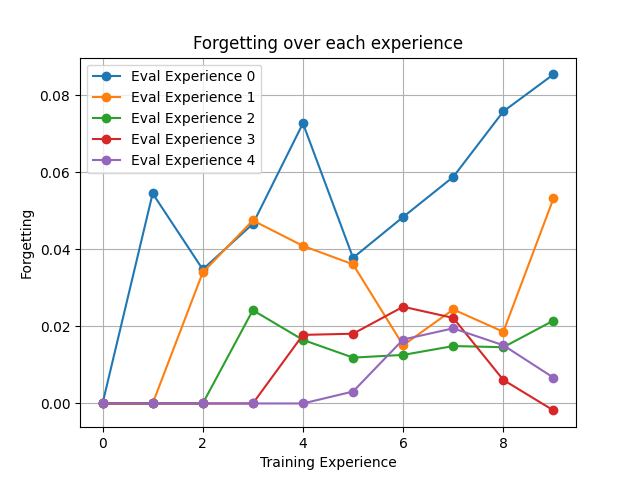 Forgetting over each experience
Eval Experience 0
Eval Experience 1
Eval Experience 2
Eval Experience 3
Eval Experience 4
0.08
0.06
0.04
0.02
0.00
Forgetting
0 2 4 6 8
Training Experience